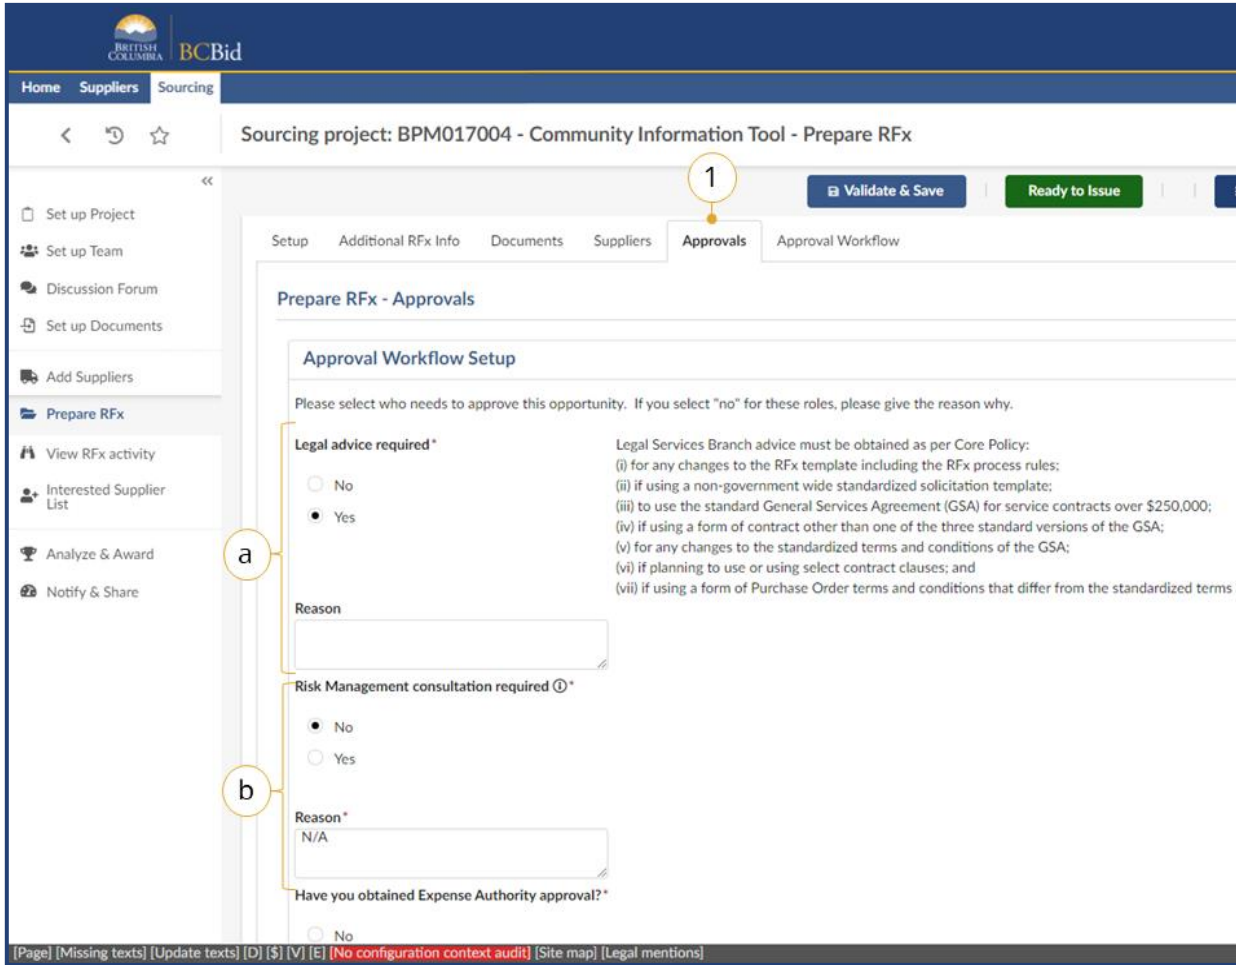 BRITISH
COLUMBIA
BCBid
Home Suppliers Sourcing
Sourcing project: BPM017004 - Community Information Tool - Prepare RFx
1
Validate & Save
Ready to Issue
Set up Project
Set up Team
Discussion Forum
Set up Documents
Add Suppliers
Prepare RFx
View RFx activity
Interested Supplier
List
Analyze & Award
Notify & Share
Setup Additional RFx Info Documents Suppliers Approvals Approval Workflow
Prepare RFx - Approvals
Approval Workflow Setup
Please select who needs to approve this opportunity. If you select "no" for these roles, please give the reason why.
a
Legal advice required*
No
Yes
Legal Services Branch advice must be obtained as per Core Policy:
(i) for any changes to the RFx template including the RFx process rules;
(ii) if using a non-government wide standardized solicitation template;
(iii) to use the standard General Services Agreement (GSA) for service contracts over $250,000;
(iv) if using a form of contract other than one of the three standard versions of the GSA;
(v) for any changes to the standardized terms and conditions of the GSA;
(vi) if planning to use or using select contract clauses; and
(vii) if using a form of Purchase Order terms and conditions that differ from the standardized terms
Reason
b
Risk Management consultation required *
No
Yes
Reason*
N/A
Have you obtained Expense Authority approval?*
No
[Page] [Missing texts] [Update texts] [D] [$] [V] [E] [No configuration context audit] [Site map] [Legal mentions]